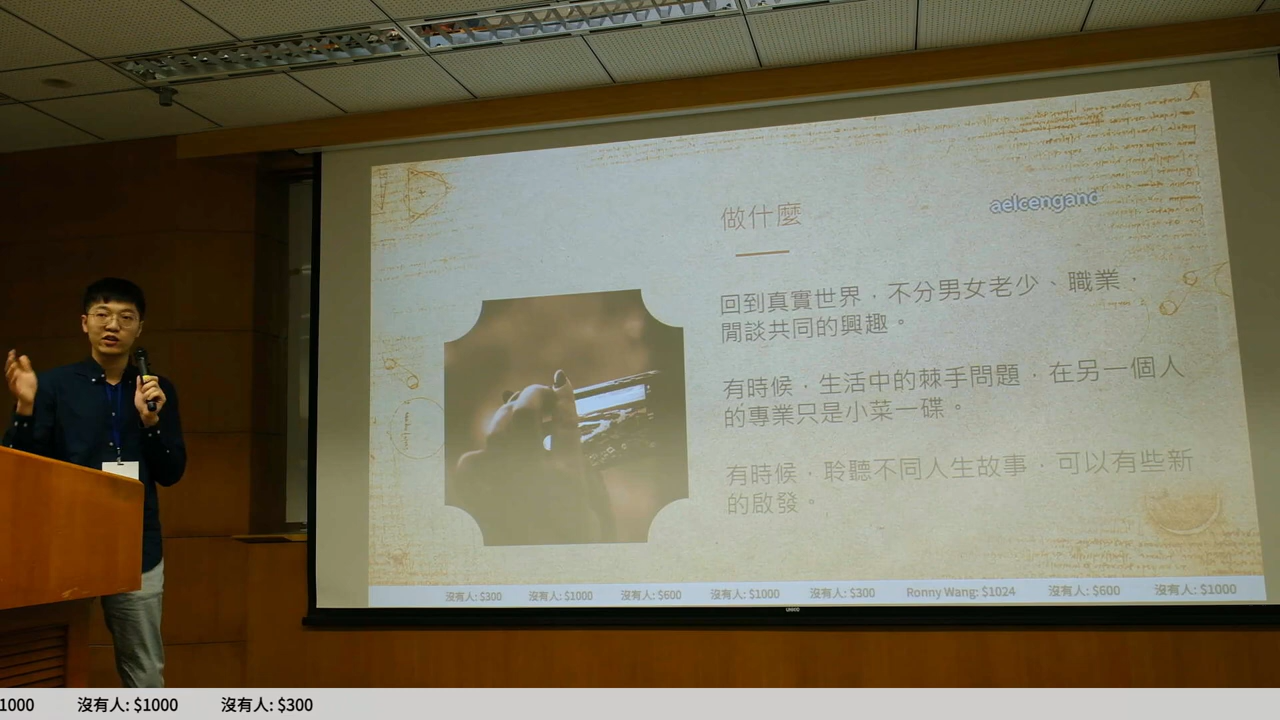 做什麼
aelcengand
回到真實世界，不分男女老少、職業，
閒談共同的興趣。
有時候，生活中的棘手問題，在另一個人
的專業只是小菜一碟。
有時候，聆聽不同人生故事，可以有些新
的啟發。
沒有人: $300 沒有人: $1000 沒有人: $600 沒有人: $1000 沒有人: $300 Ronny Wang: $1024 沒有人: $600 沒有人: $1000
1000 沒有人: $1000 沒有人: $300